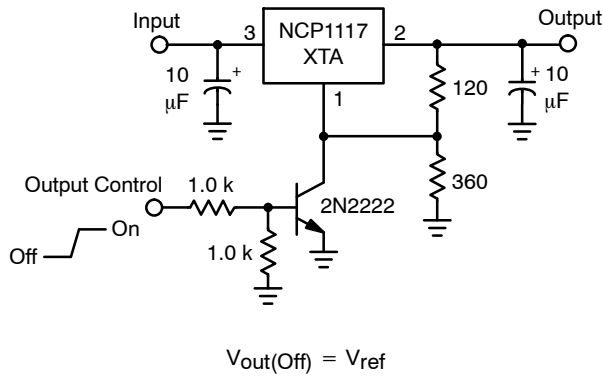 Input
Output
3
NCP1117
XTA
2
10
µF
+
1
120
+ 10
µF
360
Output Control
1.0 k
2N2222
On
Off
1.0 k
Vout(Off) = Vref